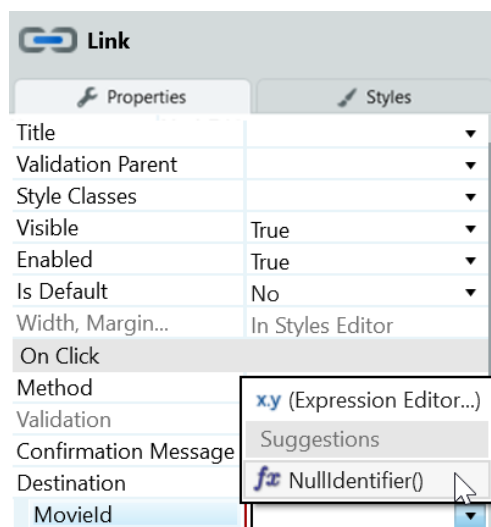 Link
Properties Styles
Title
Validation Parent
Style Classes
Visible True
Enabled True
Is Default No
Width, Margin... In Styles Editor
On Click
Method
x.y (Expression Editor...)
Validation
Suggestions
Confirmation Message
Destination
fx NullIdentifier()
MovieId